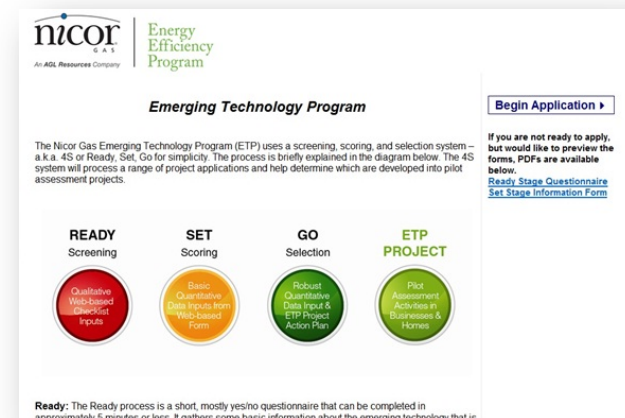 nicor
GAS
An AGL Resources Company
Energy
Efficiency
Program
Emerging Technology Program
The Nicor Gas Emerging Technology Program (ETP) uses a screening, scoring, and selection system –
a.k.a. 4S or Ready, Set, Go for simplicity. The process is briefly explained in the diagram below. The 4S
system will process a range of project applications and help determine which are developed into pilot
assessment projects.
Begin Application
If you are not ready to apply,
but would like to preview the
forms, PDFs are available
below.
Ready Stage Questionnaire
Set Stage Information Form
READY
Screening
Qualitative
Web-based
Checklist
Inputs
SET
Scoring
Basic
Quantitative
Data Inputs from
Web-based
Form
GO
Selection
Robust
Quantitative
Data Input &
ETP Project
Action Plan
ETP
PROJECT
Pilot
Assessment
Activities in
Businesses &
Homes
Ready: The Ready process is a short, mostly yes/no questionnaire that can be completed in
approximately 5 minutes or less. It gathers some basic information about the emerging technology that is